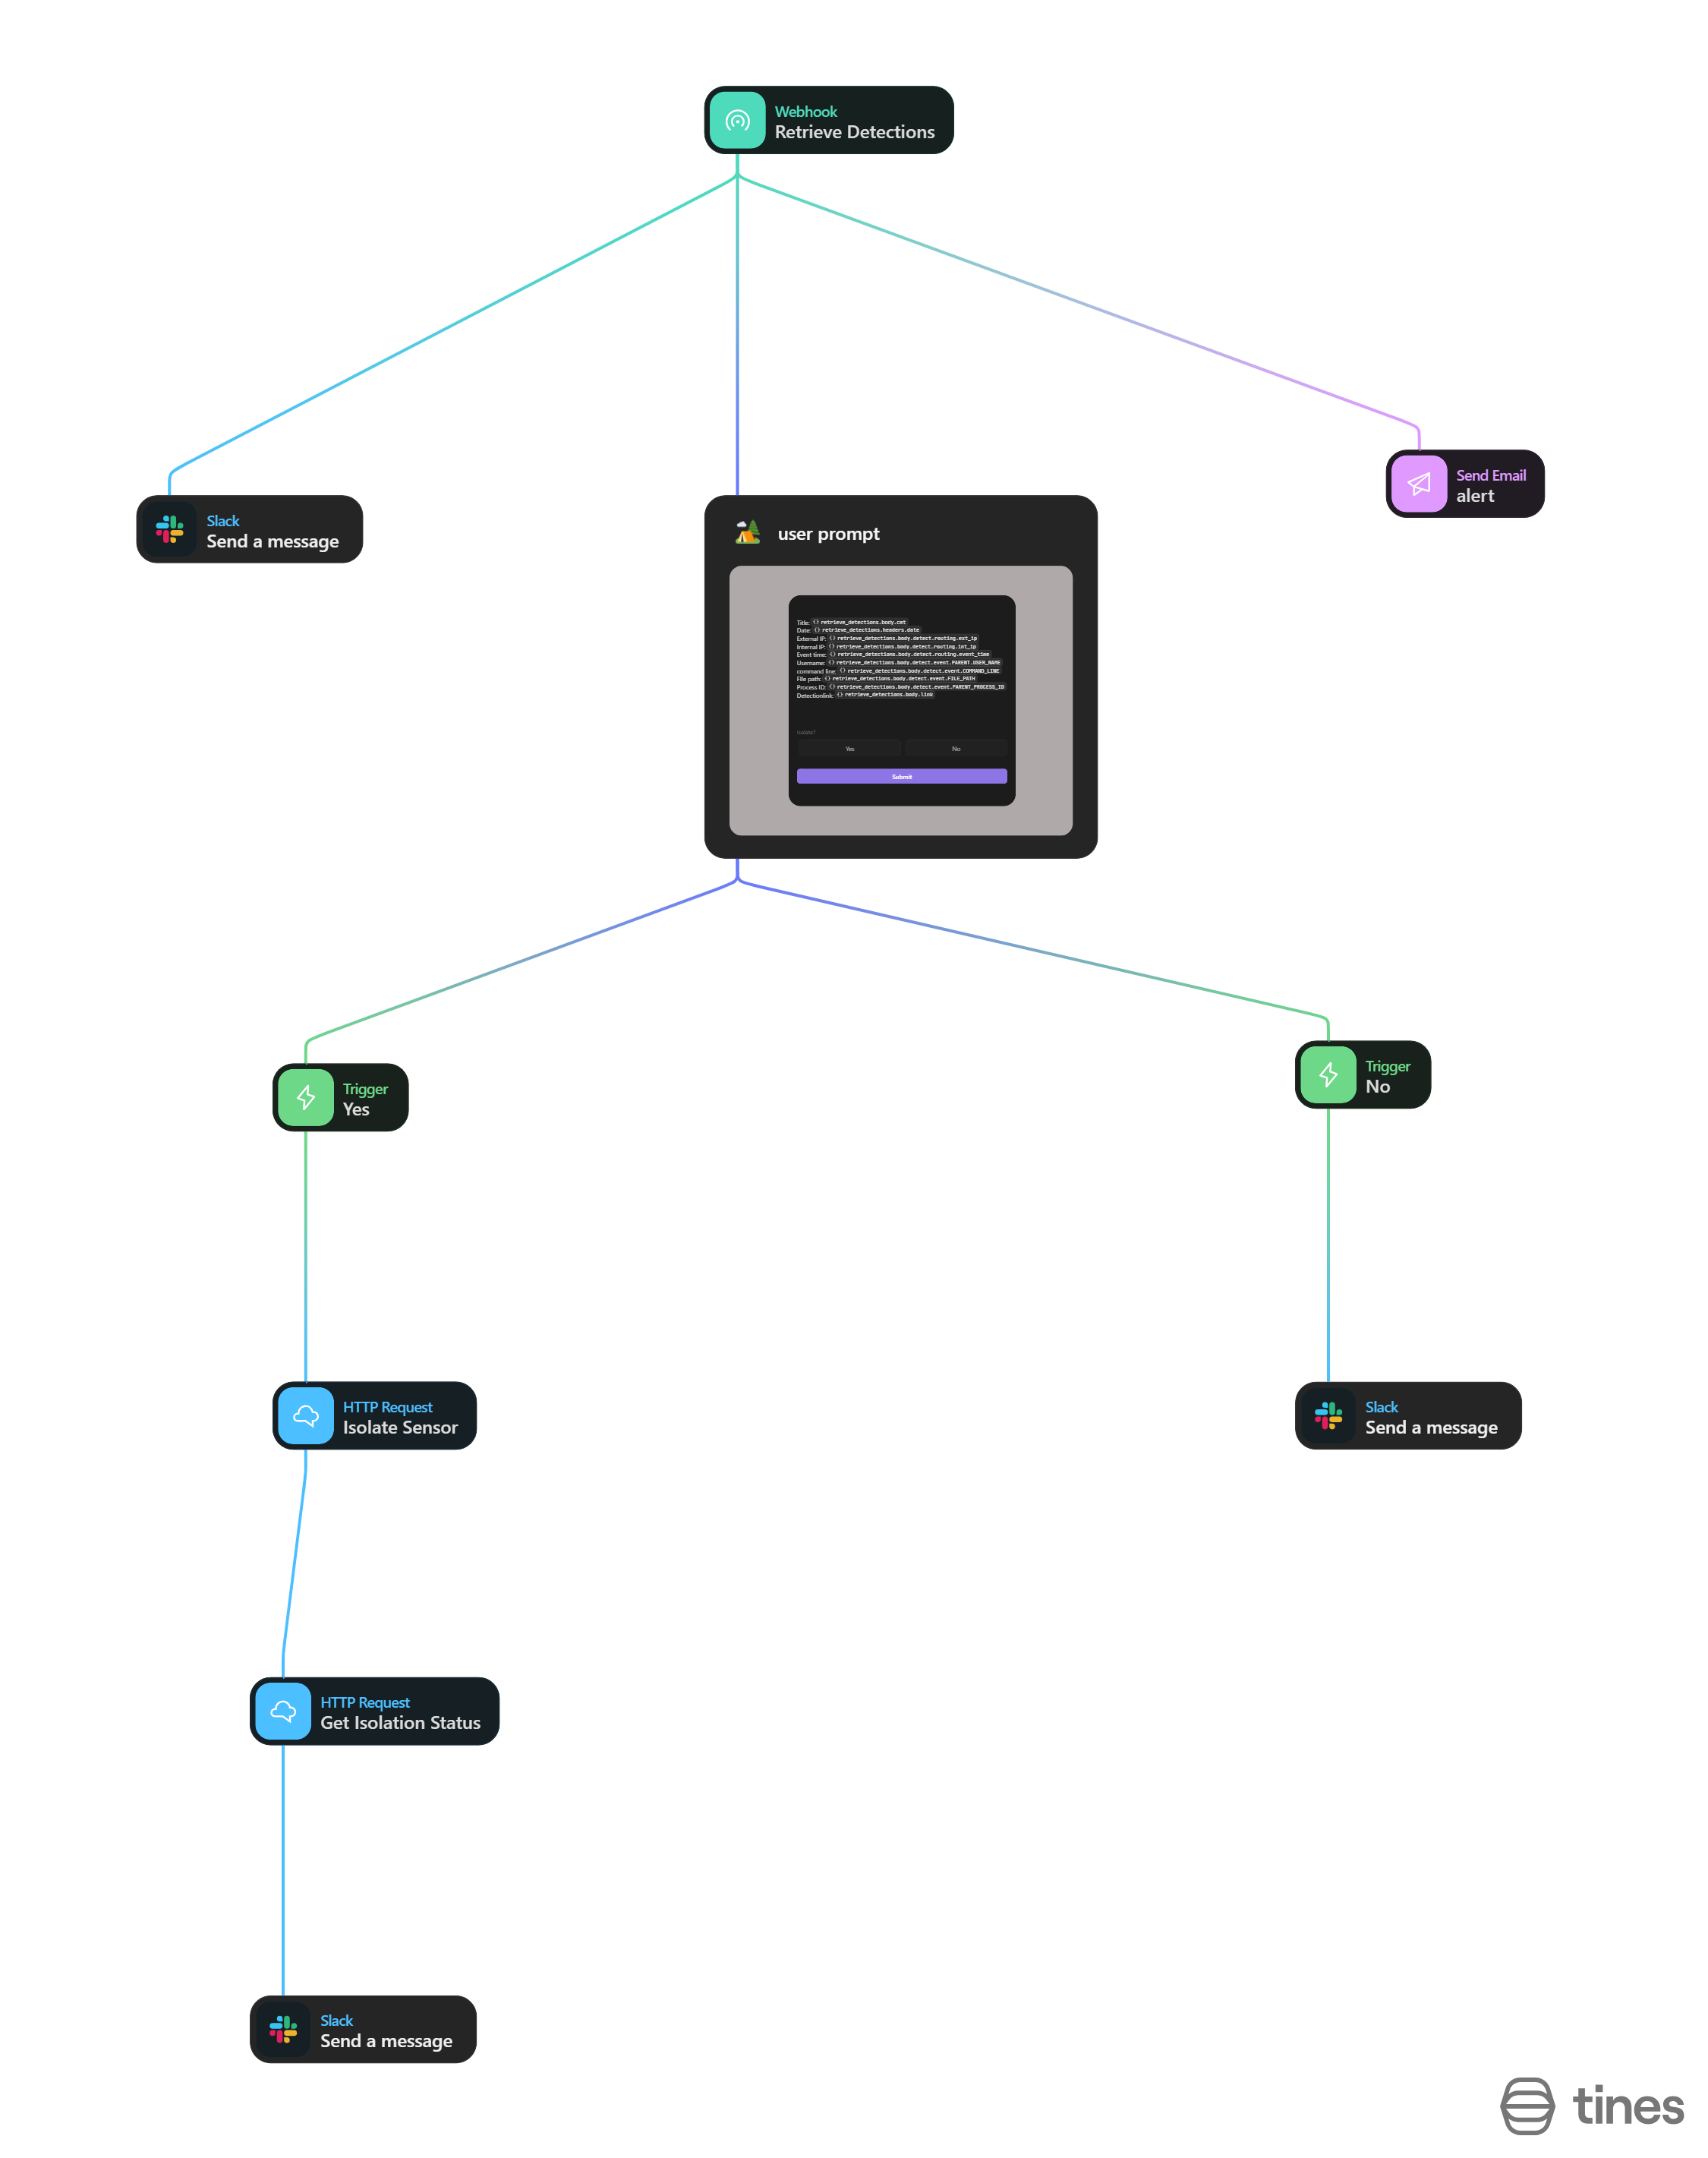 Webhook
Retrieve Detections
Slack
Send a message
Send Email
alert
user prompt
Title: {} retrieve_detections.body.cat
Date: {} retrieve_detections.headers.date
External IP: {} retrieve_detections.body.detect.routing.ext_ip
Internal IP: {} retrieve_detections.body.detect.routing.int_ip
Event time: {} retrieve_detections.body.detect.routing.event_time
Username: {} retrieve_detections.body.detect.event.PARENT.USER_NAME
command line: {} retrieve_detections.body.detect.event.COMMAND_LINE
File path: {} retrieve_detections.body.detect.event.FILE_PATH
Process ID: {} retrieve_detections.body.detect.event.PARENT_PROCESS_ID
Detectionlink: {} retrieve_detections.body.link
Yes
No
Submit
Trigger
Yes
Trigger
No
HTTP Request
Isolate Sensor
Slack
Send a message
HTTP Request
Get Isolation Status
Slack
Send a message
tines